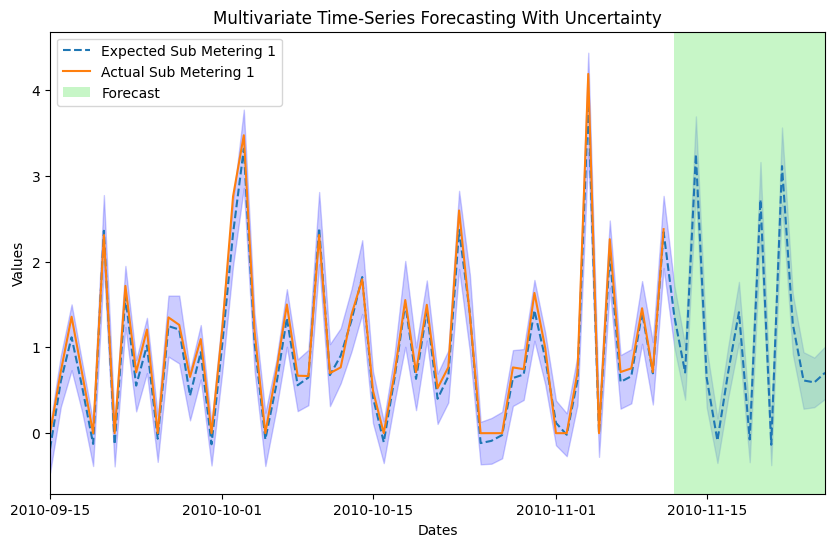 Multivariate Time-Series Forecasting With Uncertainty
Expected Sub Metering 1
Actual Sub Metering 1
Forecast
4
3
2
1
0
Values
2010-09-15
2010-10-01
2010-10-15
2010-11-01
2010-11-15
Dates